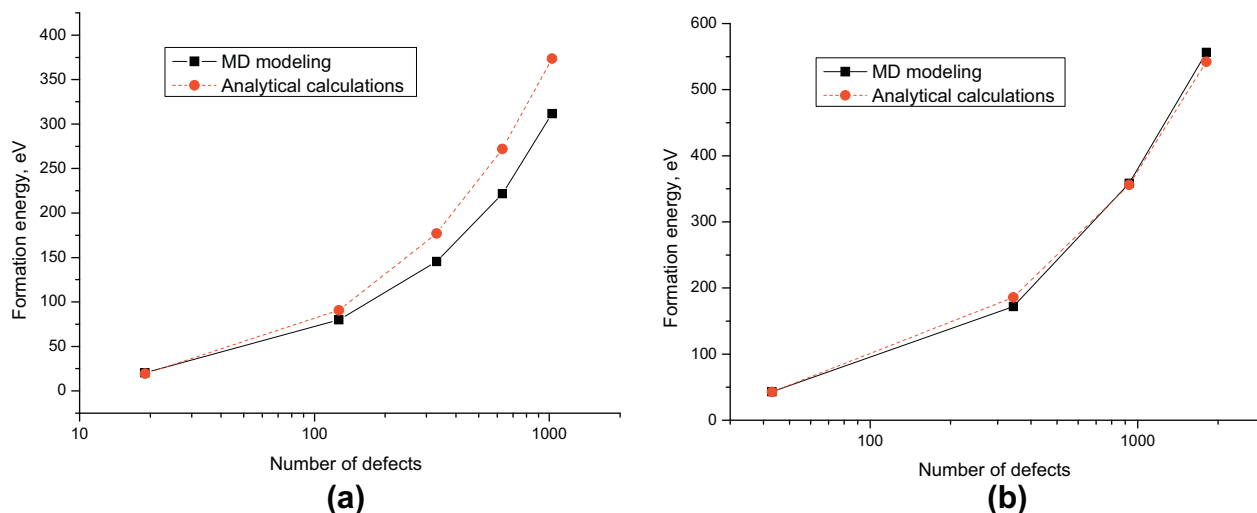 400
350
300
250
200
150
100
50
0
Formation energy, eV
MD modeling
Analytical calculations
10
100
1000
Number of defects
(a)
600
500
400
300
200
100
0
Formation energy, eV
MD modeling
Analytical calculations
100
1000
Number of defects
(b)